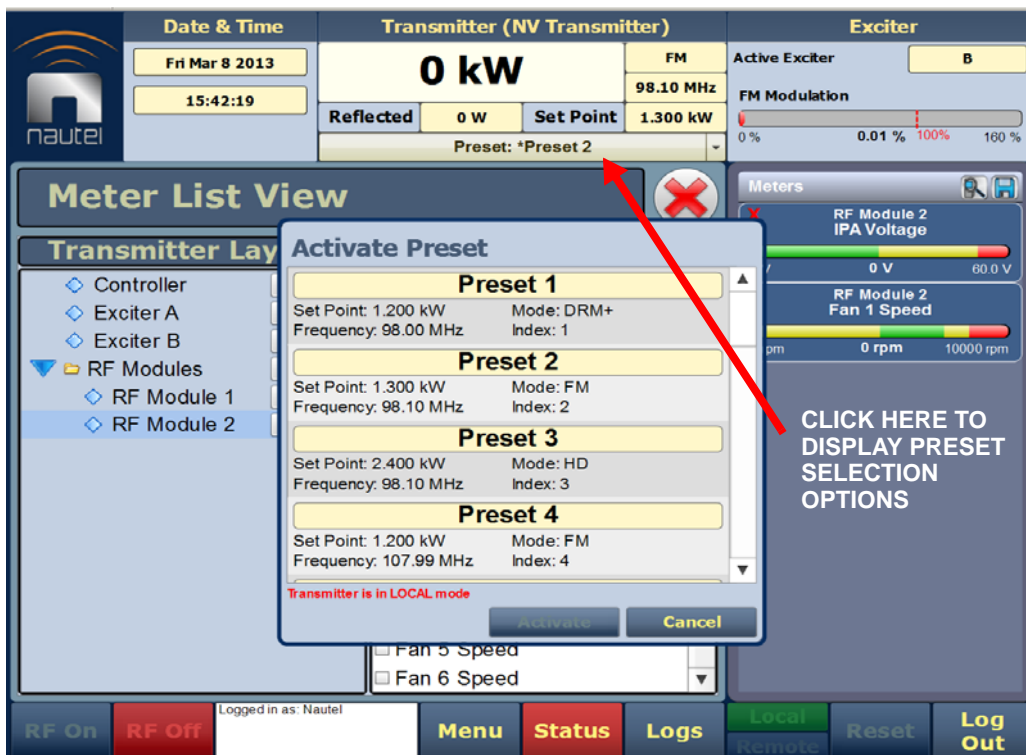 Date & Time
Fri Mar 8 2013
15:42:19
nautel
Transmitter (NV Transmitter)
0 kW
FM
98.10 MHz
Reflected 0 W Set Point 1.300 kW
Preset: *Preset 2
Exciter
Active Exciter B
FM Modulation
0 % 0.01 % 100% 160 %
Meter List View
Transmitter Lay
Controller
Exciter A
Exciter B
RF Modules
RF Module 1
RF Module 2
Activate Preset
Preset 1
Set Point: 1.200 kW Mode: DRM+
Frequency: 98.00 MHz Index: 1
Preset 2
Set Point: 1.300 kW Mode: FM
Frequency: 98.10 MHz Index: 2
Preset 3
Set Point: 2.400 kW Mode: HD
Frequency: 98.10 MHz Index: 3
Preset 4
Set Point: 1.200 kW Mode: FM
Frequency: 107.99 MHz Index: 4
Transmitter is in LOCAL mode
Activate Cancel
Fan 5 Speed
Fan 6 Speed
Meters
RF Module 2
IPA Voltage
0 V 60.0 V
RF Module 2
Fan 1 Speed
rpm 0 rpm 10000 rpm
CLICK HERE TO
DISPLAY PRESET
SELECTION
OPTIONS
RF On RF Off
Logged in as: Nautel
Menu Status Logs
Local
Remote
Reset
Log
Out